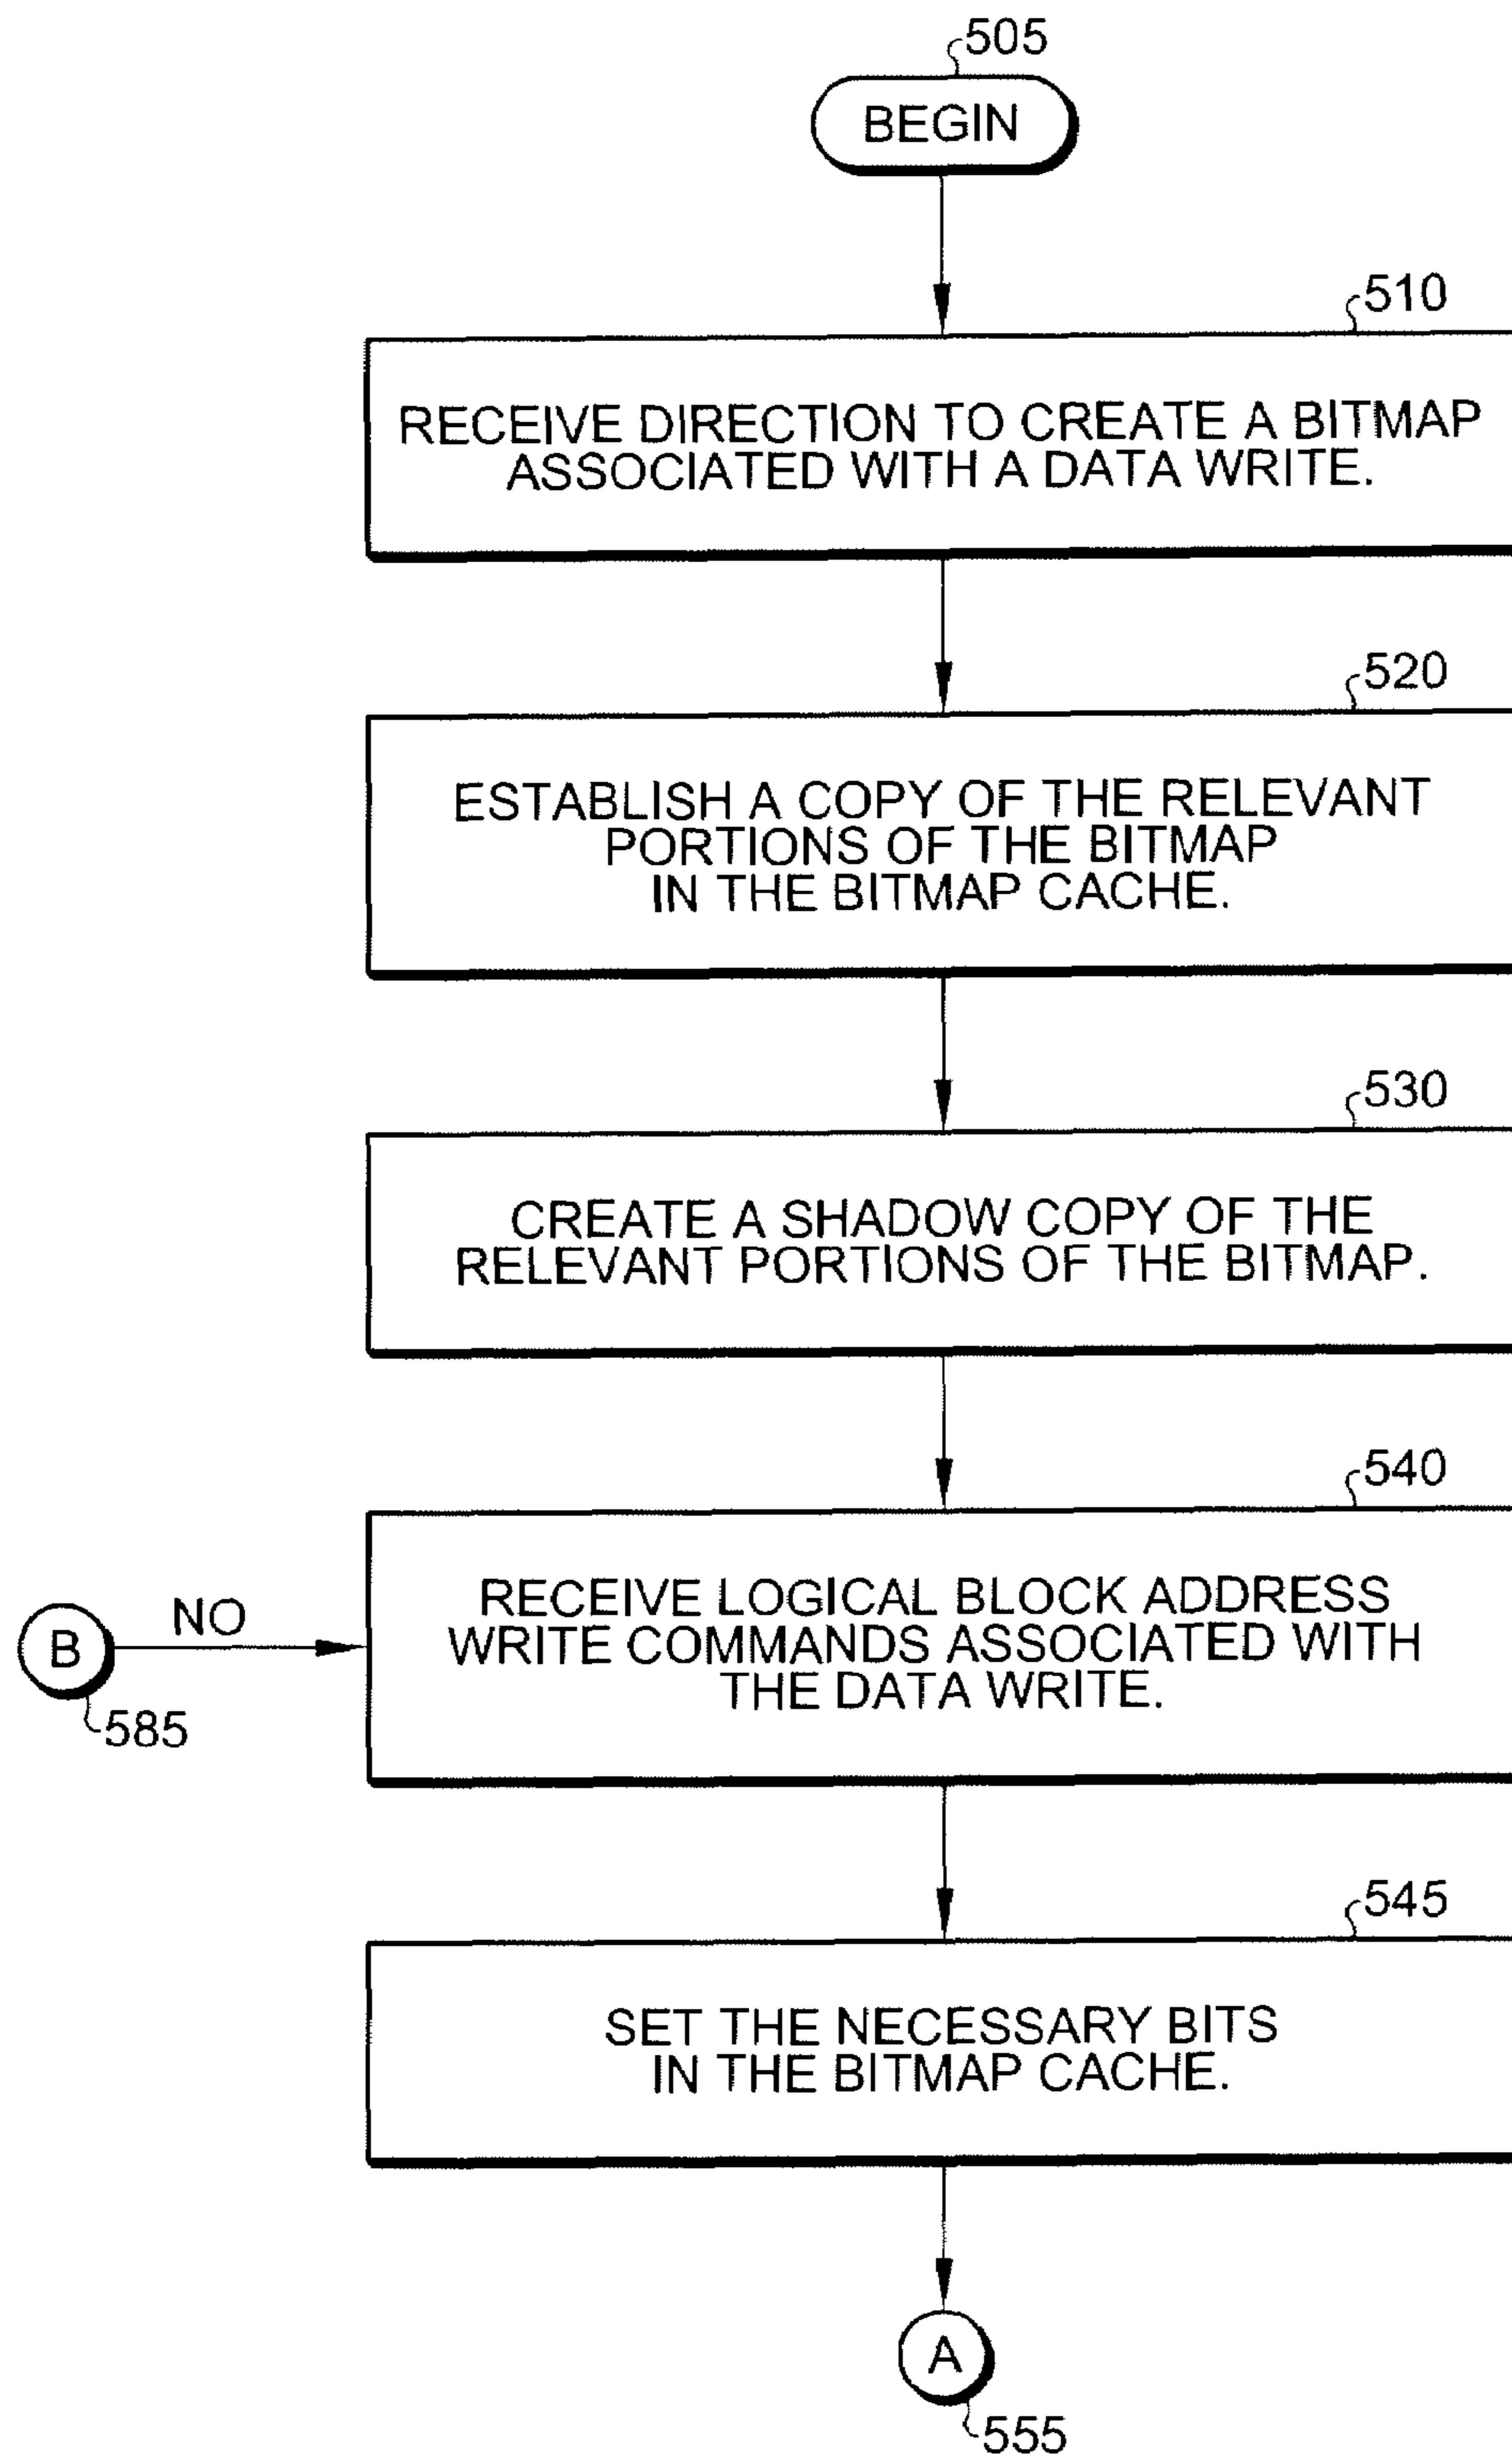 505
BEGIN
510
RECEIVE DIRECTION TO CREATE A BITMAP
ASSOCIATED WITH A DATA WRITE.
520
ESTABLISH A COPY OF THE RELEVANT
PORTIONS OF THE BITMAP
IN THE BITMAP CACHE.
530
CREATE A SHADOW COPY OF THE
RELEVANT PORTIONS OF THE BITMAP.
540
RECEIVE LOGICAL BLOCK ADDRESS
WRITE COMMANDS ASSOCIATED WITH
THE DATA WRITE.
B
NO
585
545
SET THE NECESSARY BITS
IN THE BITMAP CACHE.
A
555